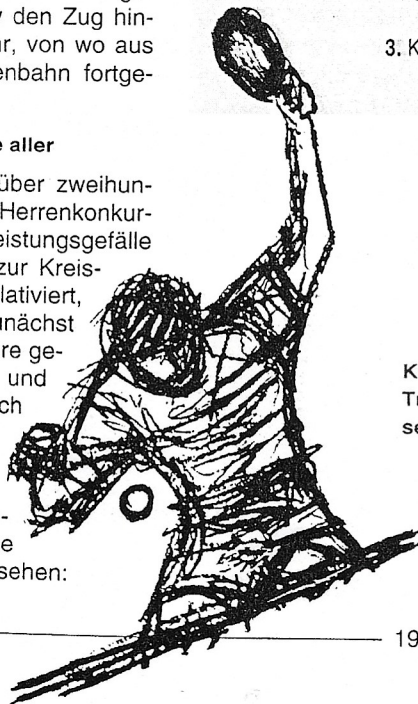 den Zug hin-
von wo aus
enbahn fortge-
e aller
über zweihun-
Herrenkonkur-
eistungsgefälle
zur Kreis-
lativiert,
unächst
re ge-
und
ch
-
e
sehen:
3. K
K
Tr
se
19